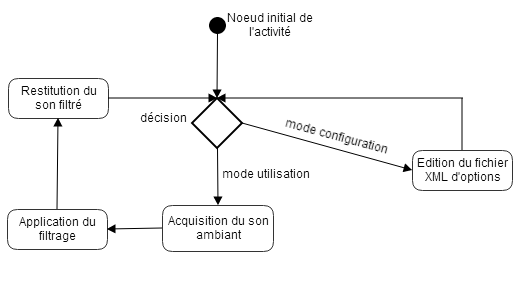 Noeud initial de
l'activité
Restitution du
son filtré
décision
mode configuration
Edition du fichier
XML d'options
mode utilisation
Application du
filtrage
Acquisition du son
ambiant